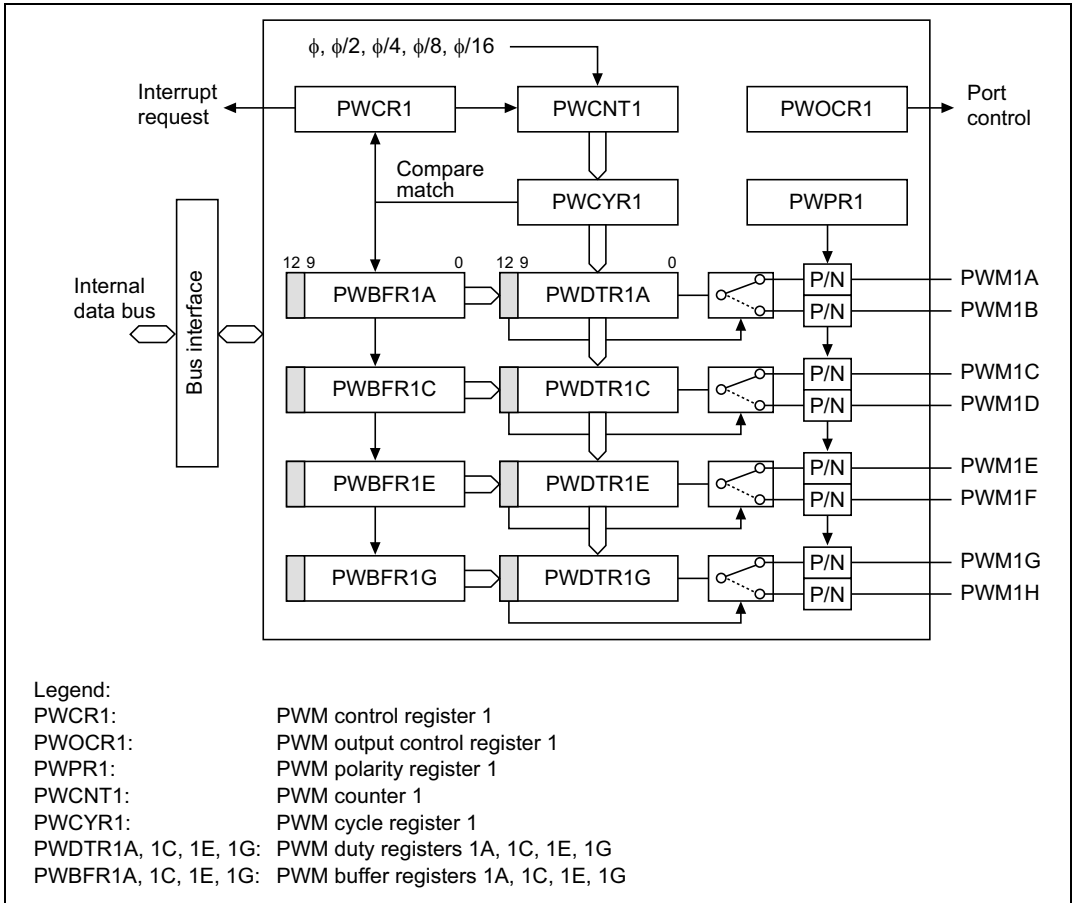 ϕ, ϕ/2, ϕ/4, ϕ/8, ϕ/16
Interrupt
request
PWCR1
PWCNT1
PWOCR1
Port
control
Compare
match
PWCYR1
PWPR1
Internal
data bus
Bus interface
12 9 0
12 9 0
PWBFR1A
PWDTR1A
P/N
PWM1A
P/N
PWM1B
PWBFR1C
PWDTR1C
P/N
PWM1C
P/N
PWM1D
PWBFR1E
PWDTR1E
P/N
PWM1E
P/N
PWM1F
PWBFR1G
PWDTR1G
P/N
PWM1G
P/N
PWM1H
Legend:
PWCR1: PWM control register 1
PWOCR1: PWM output control register 1
PWPR1: PWM polarity register 1
PWCNT1: PWM counter 1
PWCYR1: PWM cycle register 1
PWDTR1A, 1C, 1E, 1G: PWM duty registers 1A, 1C, 1E, 1G
PWBFR1A, 1C, 1E, 1G: PWM buffer registers 1A, 1C, 1E, 1G